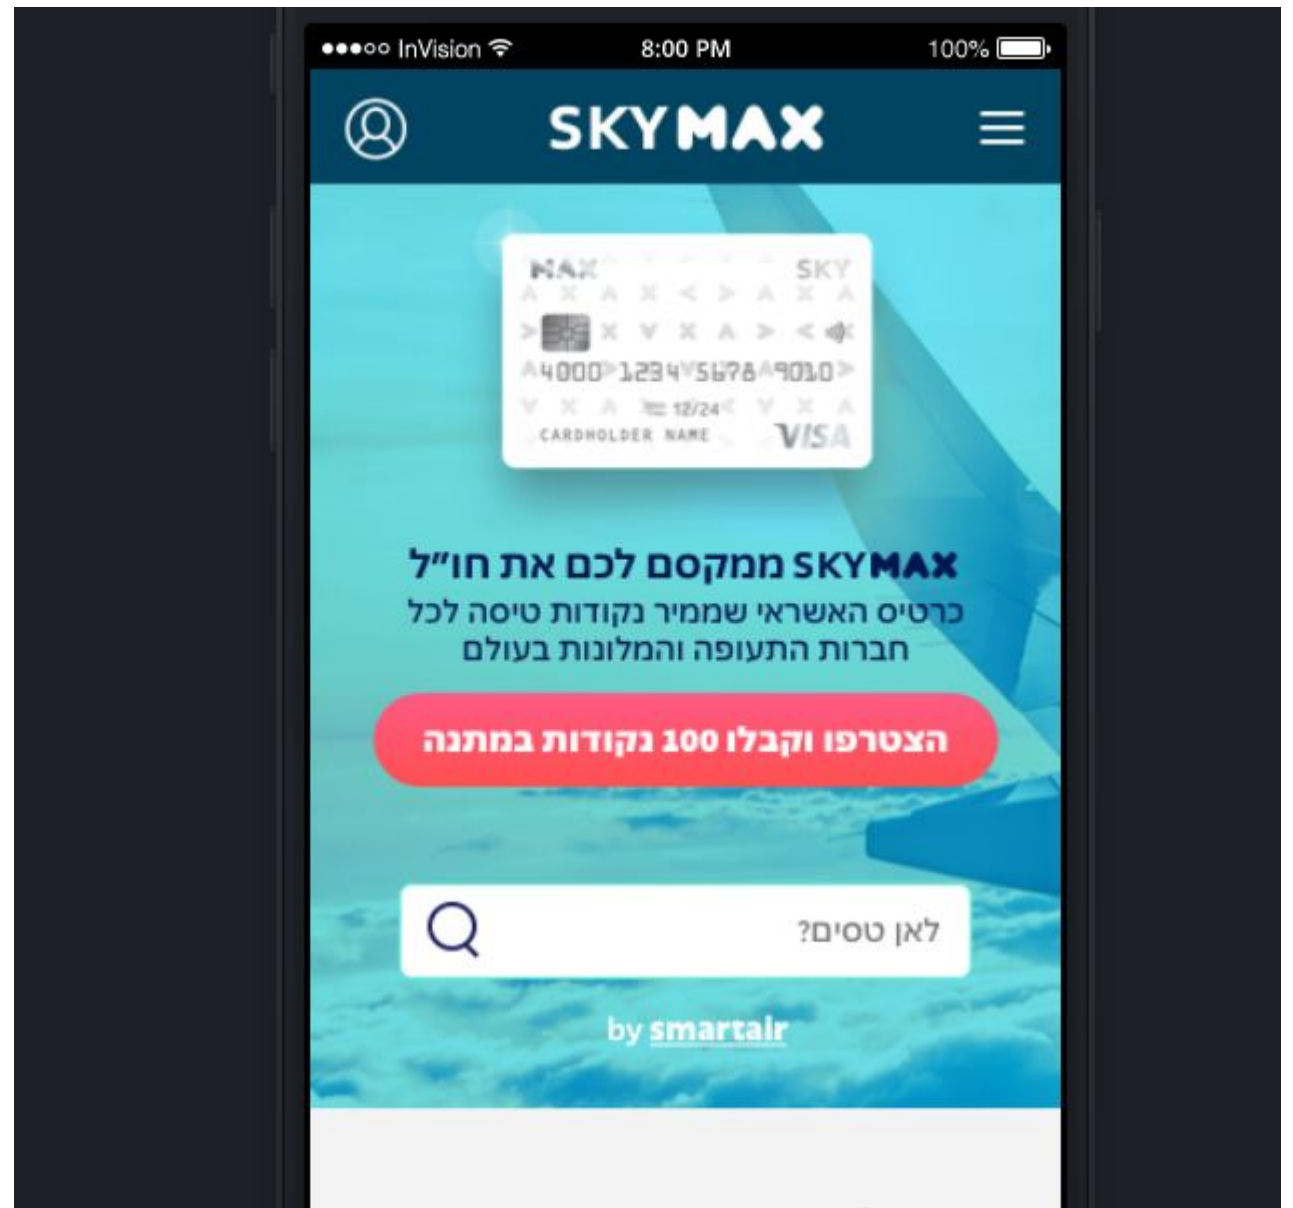 InVision 8:00 PM 100%
SKYMAX
MAX SKY
4000 1234 5678 9010
12/24
CARDHOLDER NAME VISA
SKYMAX ממקסם לכם את חו״ל
כרטיס האשראי שממיר נקודות טיסה לכל
חברות התעופה והמלונות בעולם
הצטרפו וקבלו 100 נקודות במתנה
לאן טסים?
by smartair